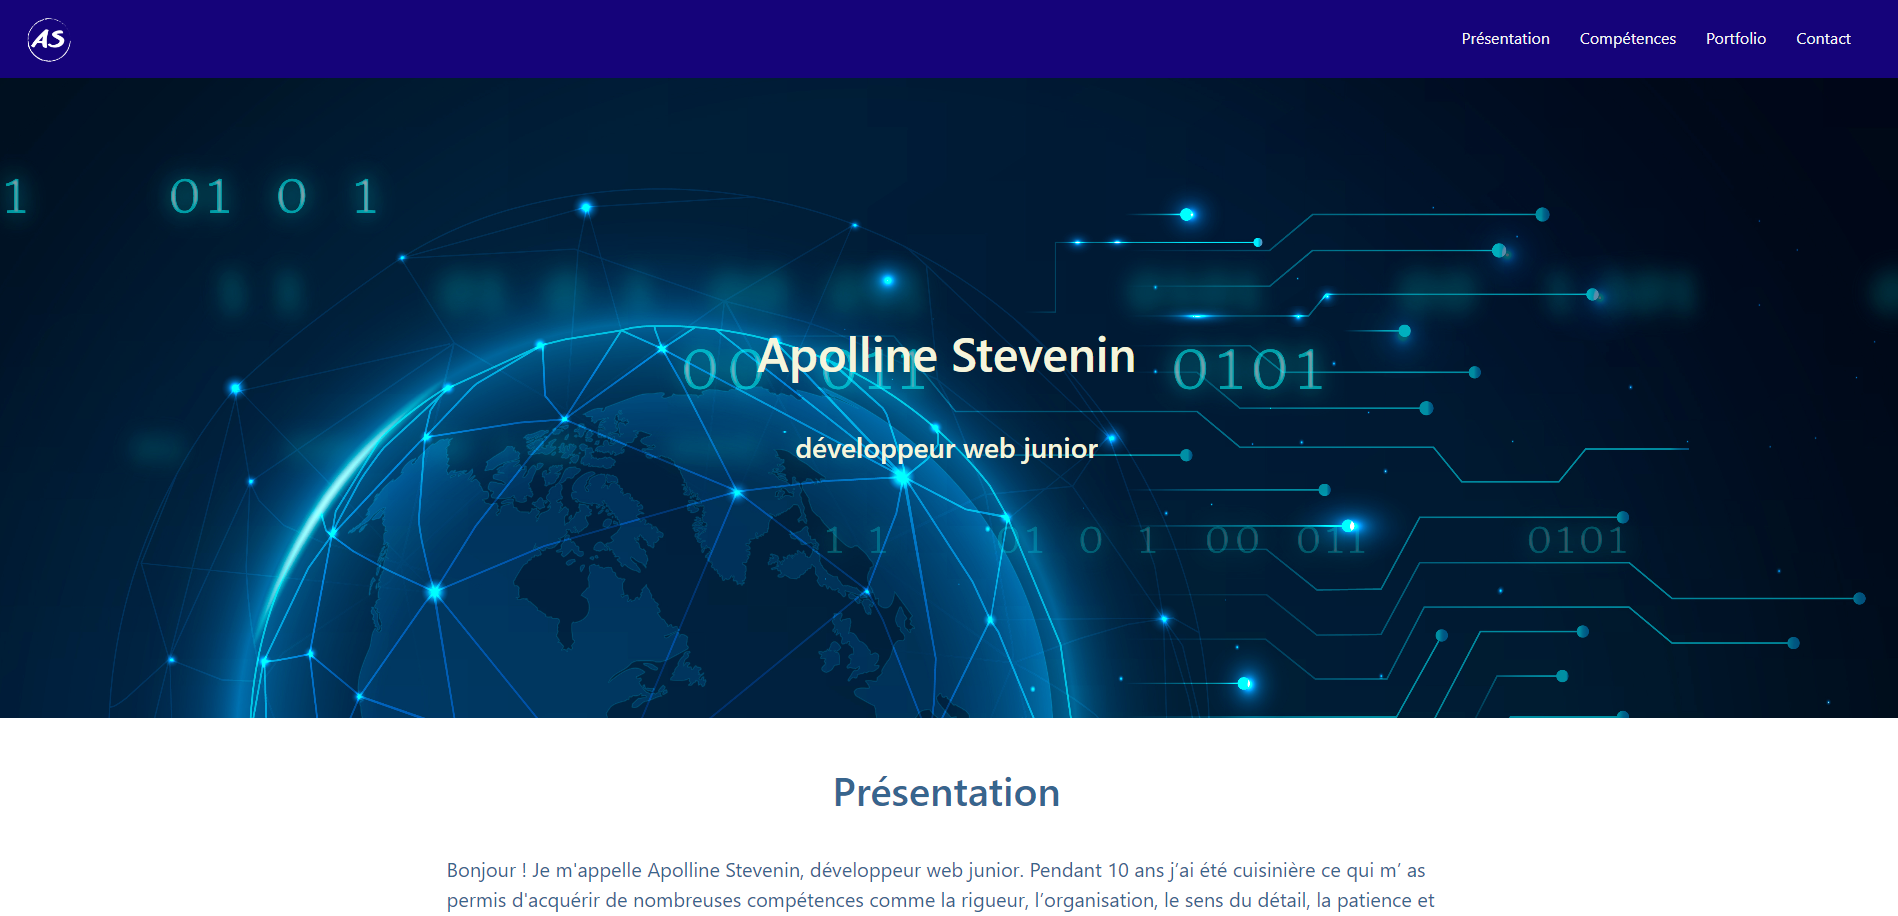 AS
Présentation Compétences Portfolio Contact
1 01 0 1
Apolline Stevenin
00 011 0101
développeur web junior
1 1 01 0 1 00 011 0101
Présentation
Bonjour ! Je m'appelle Apolline Stevenin, développeur web junior. Pendant 10 ans j’ai été cuisinière ce qui m’ as
permis d'acquérir de nombreuses compétences comme la rigueur, l’organisation, le sens du détail, la patience et